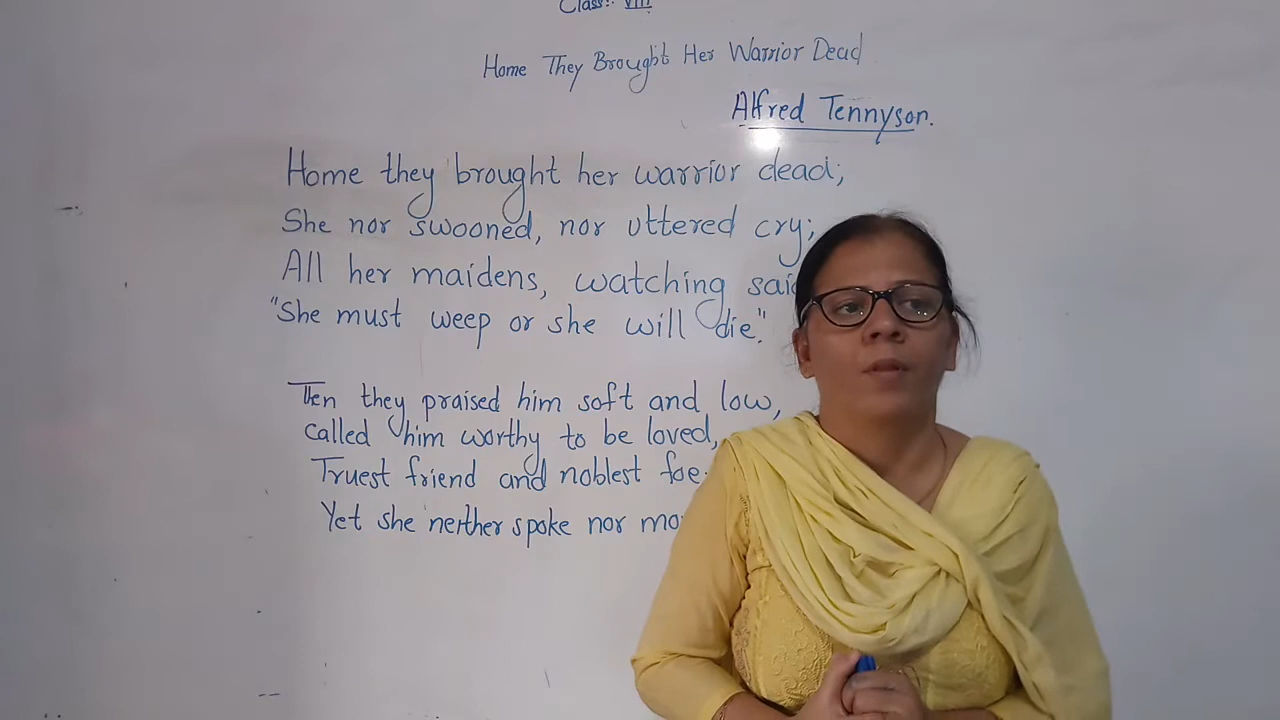 Class:- VIII
Home They Brought Her Warrior Dead
Alfred Tennyson.
Home they brought her warrior dead;
She nor swooned, nor uttered cry;
All her maidens, watching
"She must weep or she will die."
Then they praised him soft and low,
called him worthy to be loved,
Truest friend and noblest foe
Yet she neither spoke nor